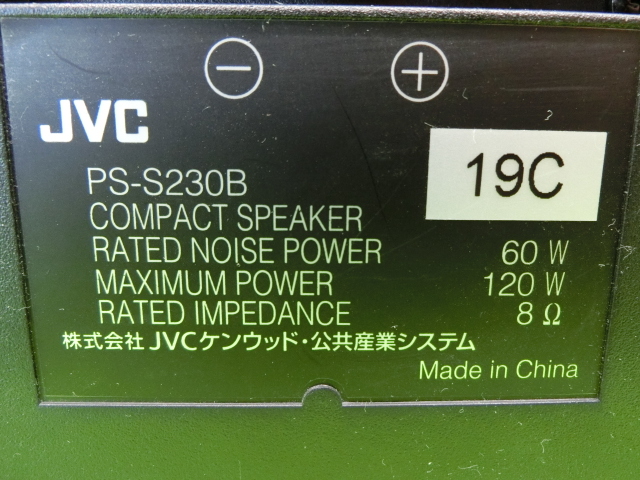 − +
JVC
19C
PS-S230B
COMPACT SPEAKER
RATED NOISE POWER 60 W
MAXIMUM POWER 120 W
RATED IMPEDANCE 8 Ω
株式会社 JVCケンウッド・公共産業システム
Made in China